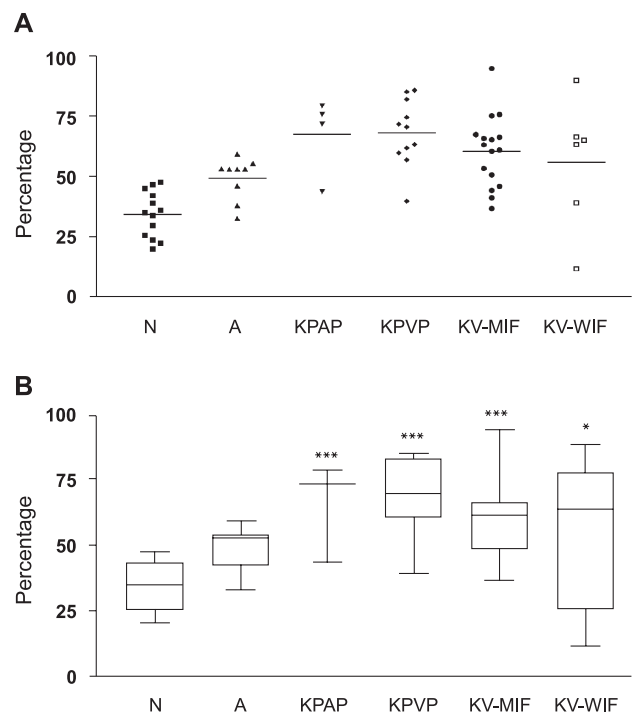 A
100
75
50
25
0
Percentage
N A KPAP KPVP KV-MIF KV-WIF
B
100
75
50
25
0
Percentage
*** *** *** *
N A KPAP KPVP KV-MIF KV-WIF